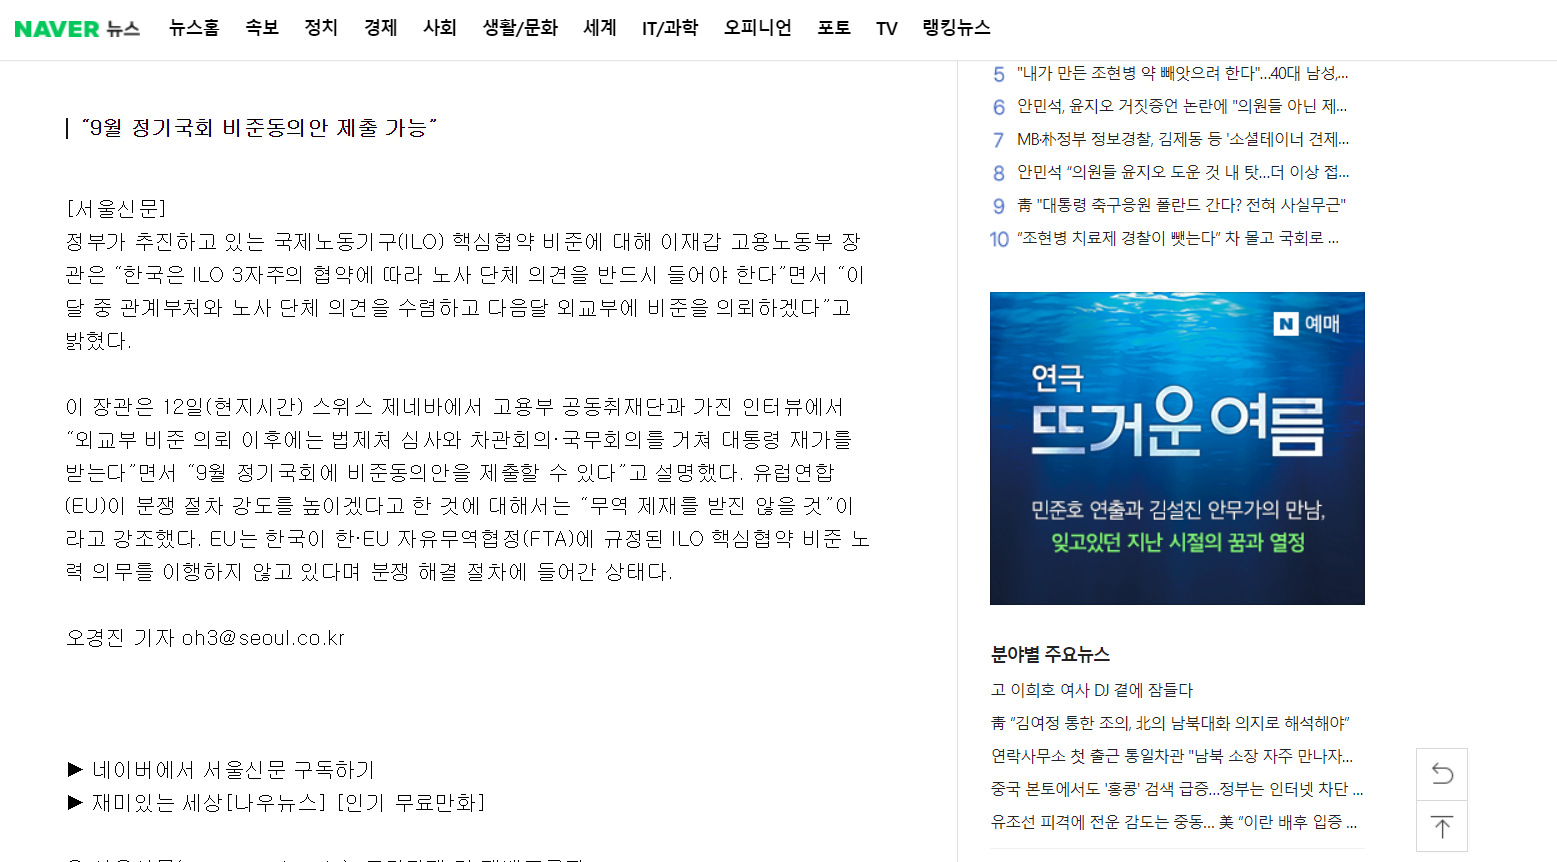 NAVER 뉴스 뉴스홈 속보 정치 경제 사회 생활/문화 세계 IT/과학 오피니언 포토 TV 랭킹뉴스
“9월 정기국회 비준동의안 제출 가능”
[서울신문]
정부가 추진하고 있는 국제노동기구(ILO) 핵심협약 비준에 대해 이재갑 고용노동부 장
관은 “한국은 ILO 3자주의 협약에 따라 노사 단체 의견을 반드시 들어야 한다”면서 “이
달 중 관계부처와 노사 단체 의견을 수렴하고 다음달 외교부에 비준을 의뢰하겠다”고
밝혔다.
이 장관은 12일(현지시간) 스위스 제네바에서 고용부 공동취재단과 가진 인터뷰에서
“외교부 비준 의뢰 이후에는 법제처 심사와 차관회의·국무회의를 거쳐 대통령 재가를
받는다”면서 “9월 정기국회에 비준동의안을 제출할 수 있다”고 설명했다. 유럽연합
(EU)이 분쟁 절차 강도를 높이겠다고 한 것에 대해서는 “무역 제재를 받진 않을 것”이
라고 강조했다. EU는 한국이 한·EU 자유무역협정(FTA)에 규정된 ILO 핵심협약 비준 노
력 의무를 이행하지 않고 있다며 분쟁 해결 절차에 들어간 상태다.
오경진 기자 oh3@seoul.co.kr
▶ 네이버에서 서울신문 구독하기
▶ 재미있는 세상[나우뉴스] [인기 무료만화]
5 "내가 만든 조현병 약 빼앗으려 한다"...40대 남성,...
6 안민석, 윤지오 거짓증언 논란에 "의원들 아닌 제...
7 MB·朴정부 정보경찰, 김제동 등 '소셜테이너 견제...
8 안민석 “의원들 윤지오 도운 것 내 탓...더 이상 접...
9 靑 "대통령 축구응원 폴란드 간다? 전혀 사실무근"
10 “조현병 치료제 경찰이 뺏는다” 차 몰고 국회로 ...
N 예매
연극
뜨거운 여름
민준호 연출과 김설진 안무가의 만남,
잊고있던 지난 시절의 꿈과 열정
분야별 주요뉴스
고 이희호 여사 DJ 곁에 잠들다
靑 “김여정 통한 조의, 北의 남북대화 의지로 해석해야”
연락사무소 첫 출근 통일차관 "남북 소장 자주 만나자...
중국 본토에서도 '홍콩' 검색 급증...정부는 인터넷 차단 ...
유조선 피격에 전운 감도는 중동... 美 “이란 배후 입증 ...